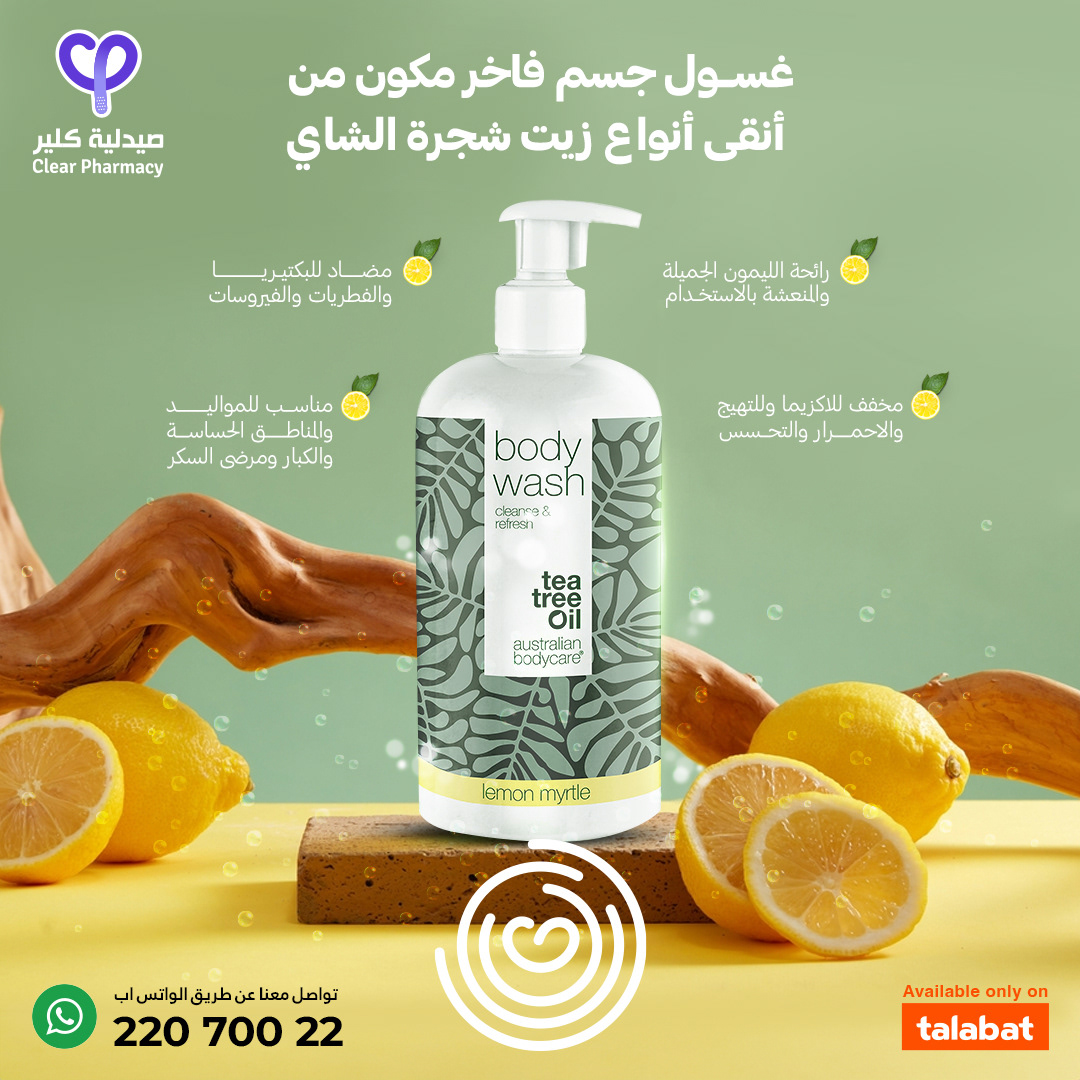 صيدلية كلير
Clear Pharmacy
غسول جسم فاخر مكون من
أنقى أنواع زيت شجرة الشاي
رائحة الليمون الجميلة
والمنعشة بالاستخدام
مضاد للبكتيريا
والفطريات والفيروسات
مخفف للاكزيما وللتهيج
والاحمرار والتحسس
مناسب للمواليد
والمناطق الحساسة
والكبار ومرضى السكر
body
wash
cleanse &
refresh
tea
tree
oil
australian
bodycare®
lemon myrtle
تواصل معنا عن طريق الواتس اب
220 700 22
Available only on
talabat